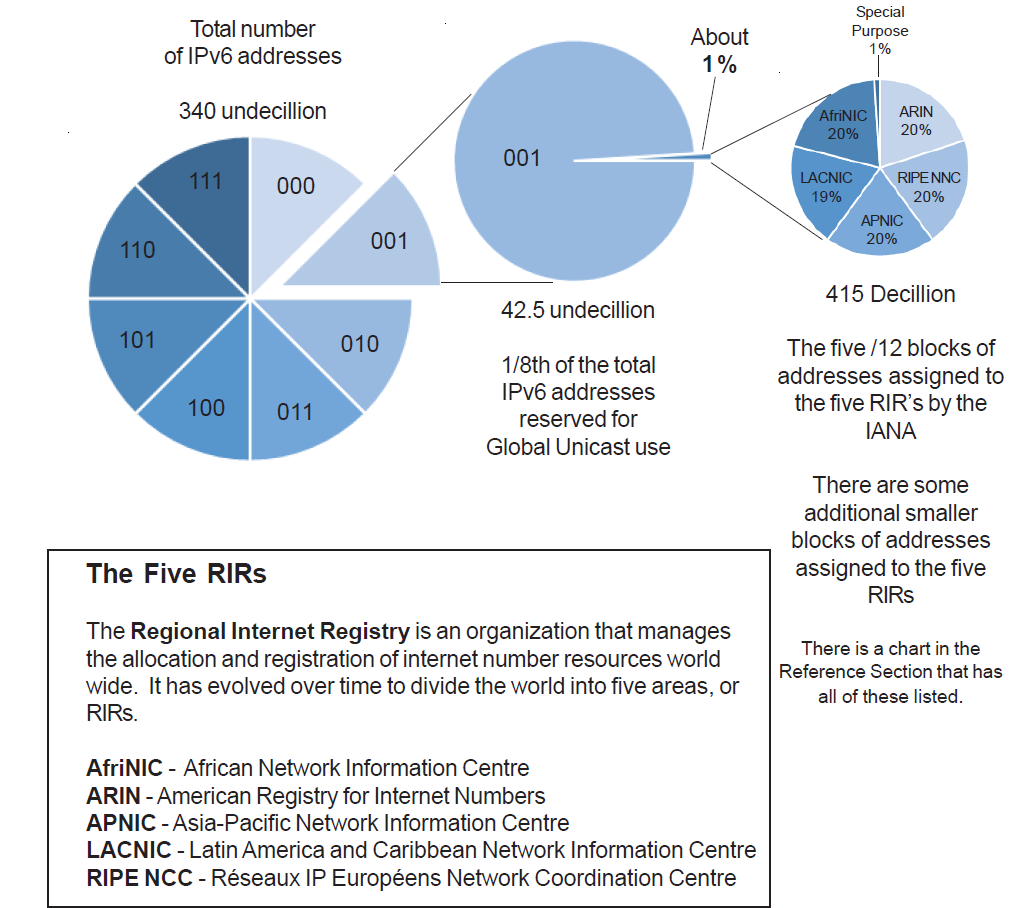 Total number
of IPv6 addresses
340 undecillion
000
001
010
011
100
101
110
111
001
About
1%
42.5 undecillion
1/8th of the total
IPv6 addresses
reserved for
Global Unicast use
Special
Purpose
1%
ARIN
20%
RIPE NNC
20%
APNIC
20%
LACNIC
19%
AfriNIC
20%
415 Decillion
The five /12 blocks of
addresses assigned to
the five RIR's by the
IANA
There are some
additional smaller
blocks of addresses
assigned to the five
RIRs
There is a chart in the
Reference Section that has
all of these listed.
The Five RIRs
The Regional Internet Registry is an organization that manages
the allocation and registration of internet number resources world
wide. It has evolved over time to divide the world into five areas, or
RIRs.
AfriNIC - African Network Information Centre
ARIN - American Registry for Internet Numbers
APNIC - Asia-Pacific Network Information Centre
LACNIC - Latin America and Caribbean Network Information Centre
RIPE NCC - Réseaux IP Européens Network Coordination Centre